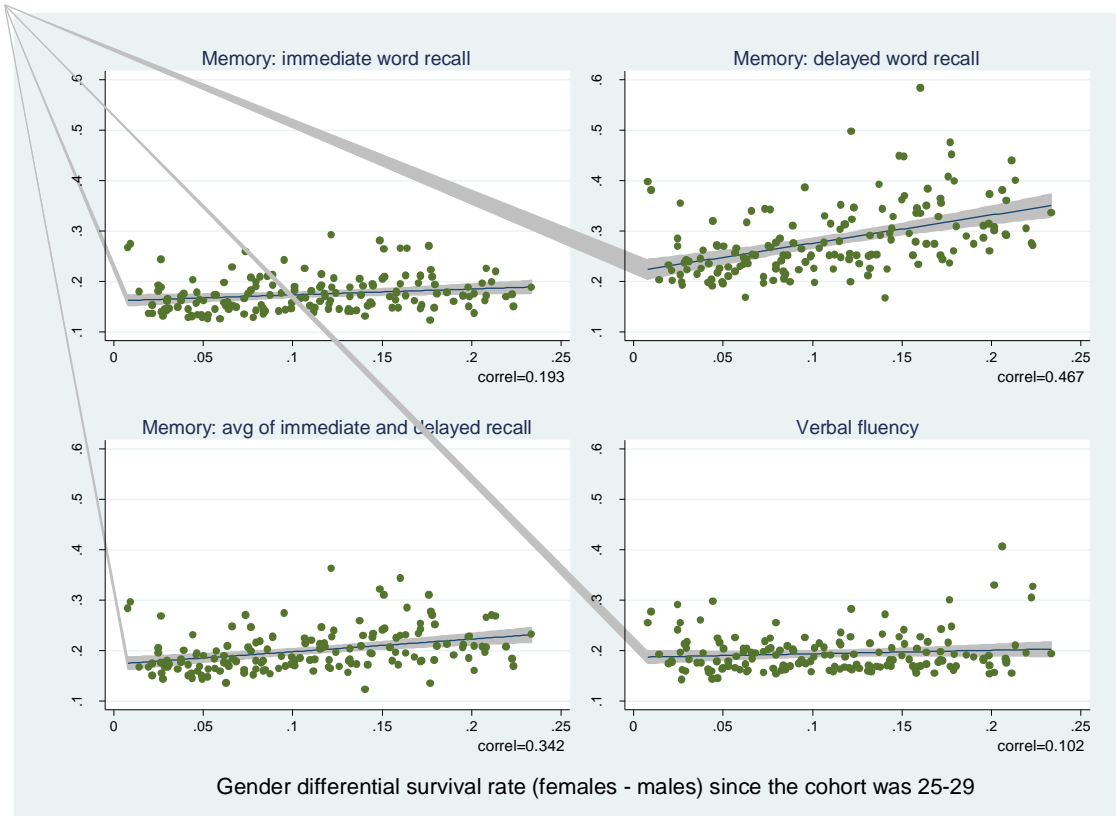 Memory: immediate word recall
Memory: delayed word recall
.6
.5
.4
.3
.2
.1
0 .05 .1 .15 .2 .25
correl=0.193
.6
.5
.4
.3
.2
.1
0 .05 .1 .15 .2 .25
correl=0.467
Memory: avg of immediate and delayed recall
Verbal fluency
.6
.5
.4
.3
.2
.1
0 .05 .1 .15 .2 .25
correl=0.342
.6
.5
.4
.3
.2
.1
0 .05 .1 .15 .2 .25
correl=0.102
Gender differential survival rate (females - males) since the cohort was 25-29